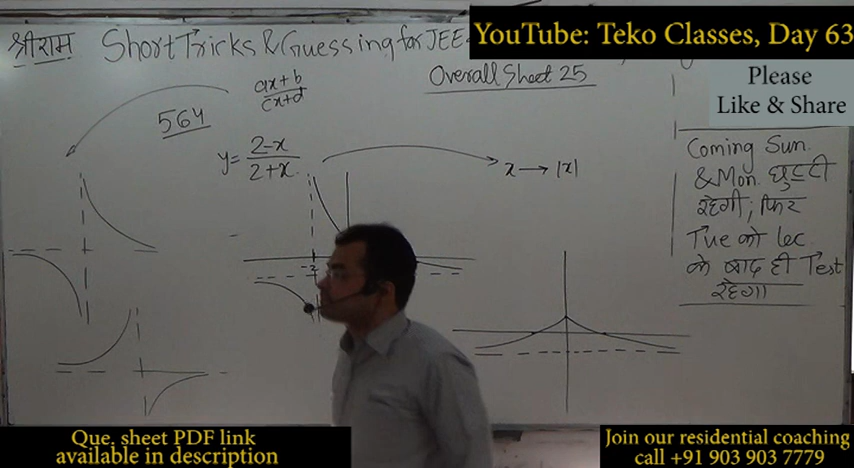 YouTube: Teko Classes, Day 63
श्रीराम Short Tricks & Guessing for JEE
Overall Sheet 25
Please
Like & Share
ax+b
cx+d
564
y = 2-x
2+x
x → |x|
-2
Coming Sun.
& Mon. छुट्टी
रहेगी; फिर
Tue को lec
के बाद ही Test
रहेगा
Que. sheet PDF link
available in description
Join our residential coaching
call +91 903 903 7779